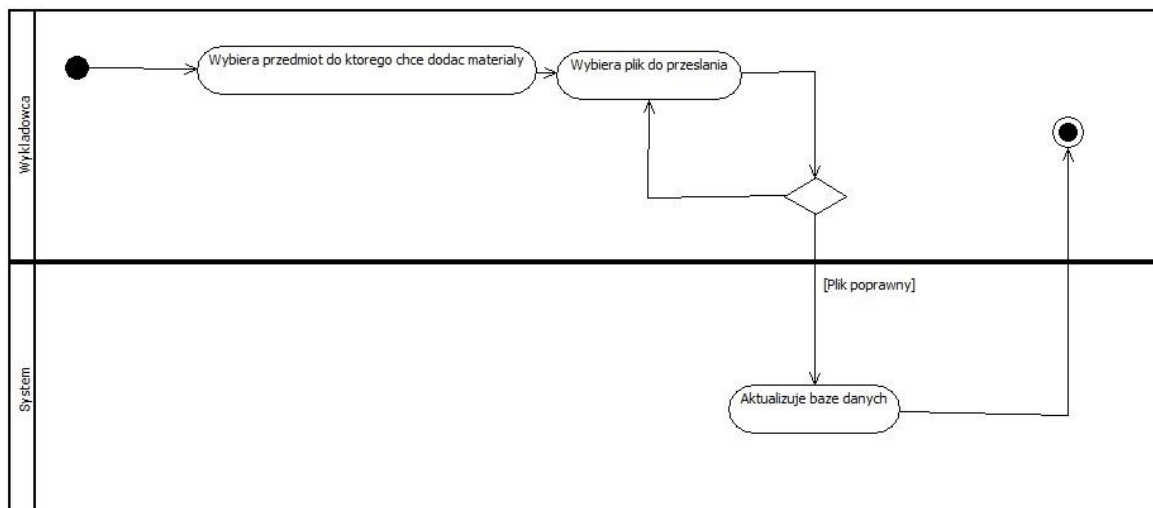 Wykladowca
Wybiera przedmiot do ktorego chce dodac materialy
Wybiera plik do przeslania
[Plik poprawny]
System
Aktualizuje baze danych